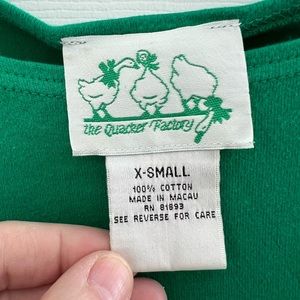 the Quacker Factory
X-SMALL
100% COTTON
MADE IN MACAU
RN 81893
SEE REVERSE FOR CARE